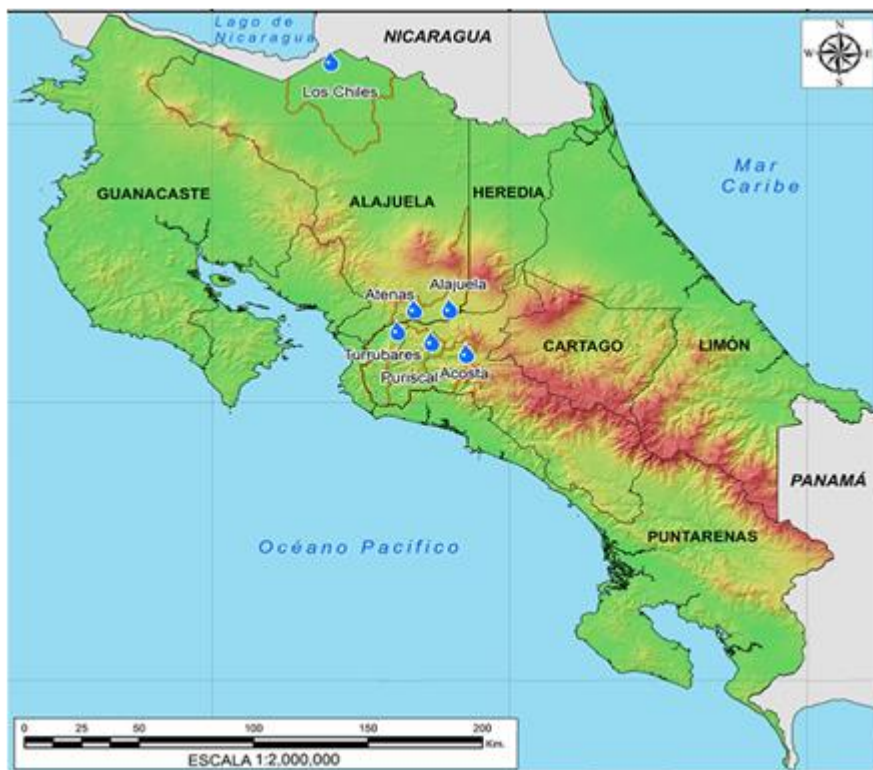 Lago de
Nicaragua
NICARAGUA
N
W E
S
Los Chiles
Mar
Caribe
GUANACASTE
ALAJUELA
HEREDIA
Alajuela
Atenas
Turrubares
Puriscal
Acosta
CARTAGO
LIMÓN
PANAMÁ
PUNTARENAS
Océano Pacífico
0 25 50 100 150 200
Km.
ESCALA 1:2,000,000